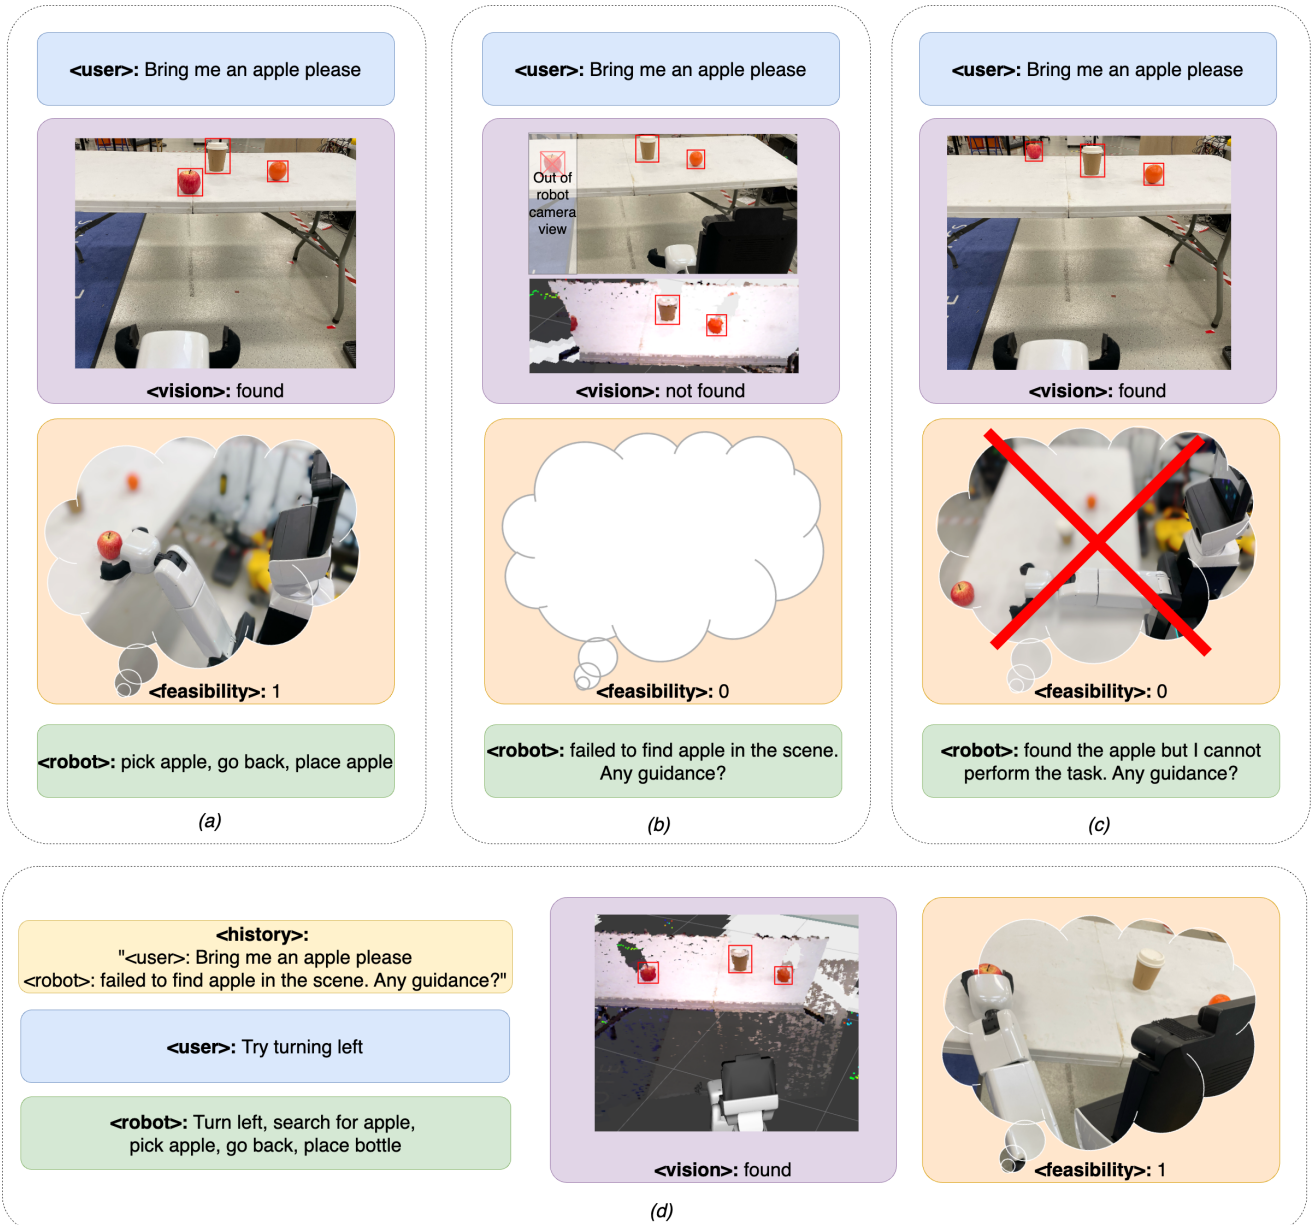 <user>: Bring me an apple please
<vision>: found
<feasibility>: 1
<robot>: pick apple, go back, place apple
(a)
<user>: Bring me an apple please
Out of
robot
camera
view
<vision>: not found
<feasibility>: 0
<robot>: failed to find apple in the scene.
Any guidance?
(b)
<user>: Bring me an apple please
<vision>: found
<feasibility>: 0
<robot>: found the apple but I cannot
perform the task. Any guidance?
(c)
<history>:
"<user>: Bring me an apple please
<robot>: failed to find apple in the scene. Any guidance?"
<user>: Try turning left
<robot>: Turn left, search for apple,
pick apple, go back, place bottle
<vision>: found
<feasibility>: 1
(d)